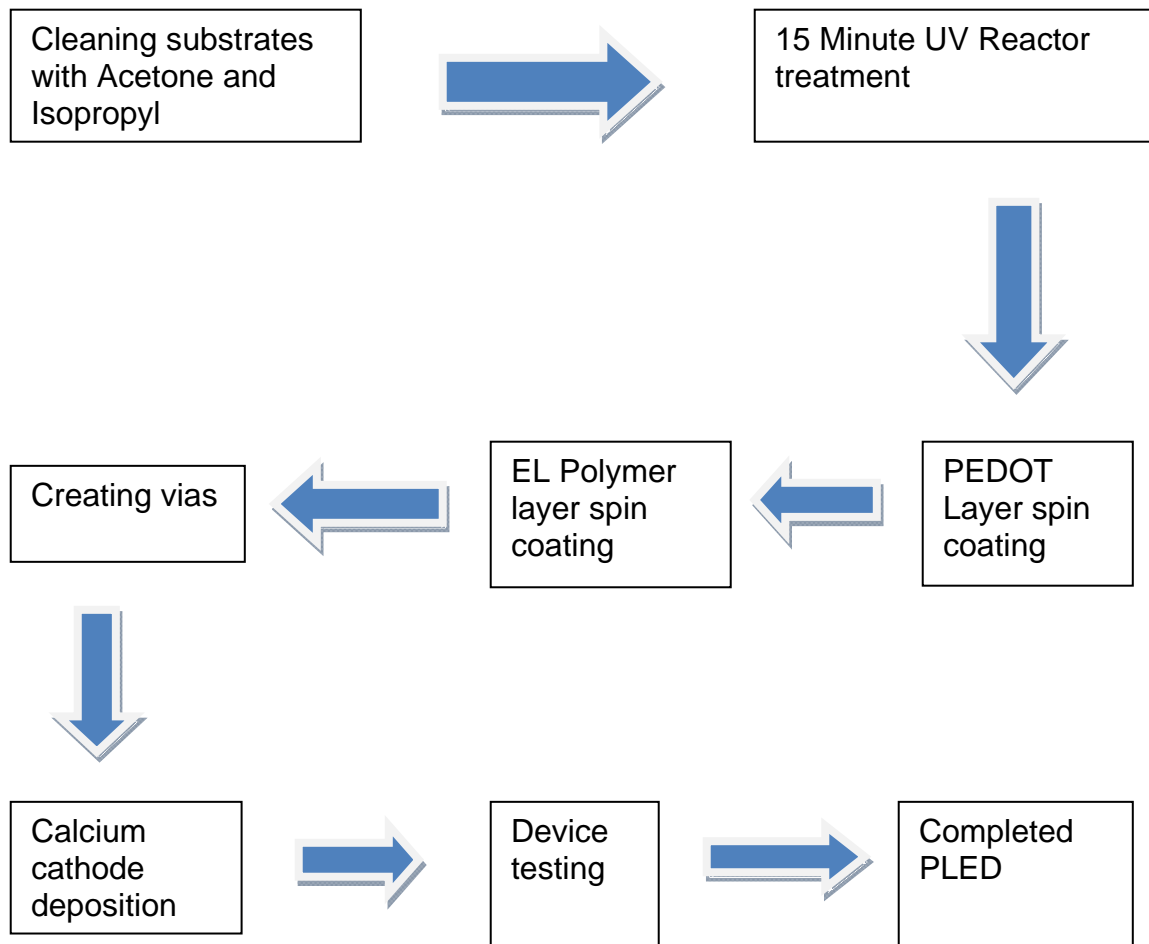 Cleaning substrates
with Acetone and
Isopropyl
15 Minute UV Reactor
treatment
PEDOT
Layer spin
coating
EL Polymer
layer spin
coating
Creating vias
Calcium
cathode
deposition
Device
testing
Completed
PLED